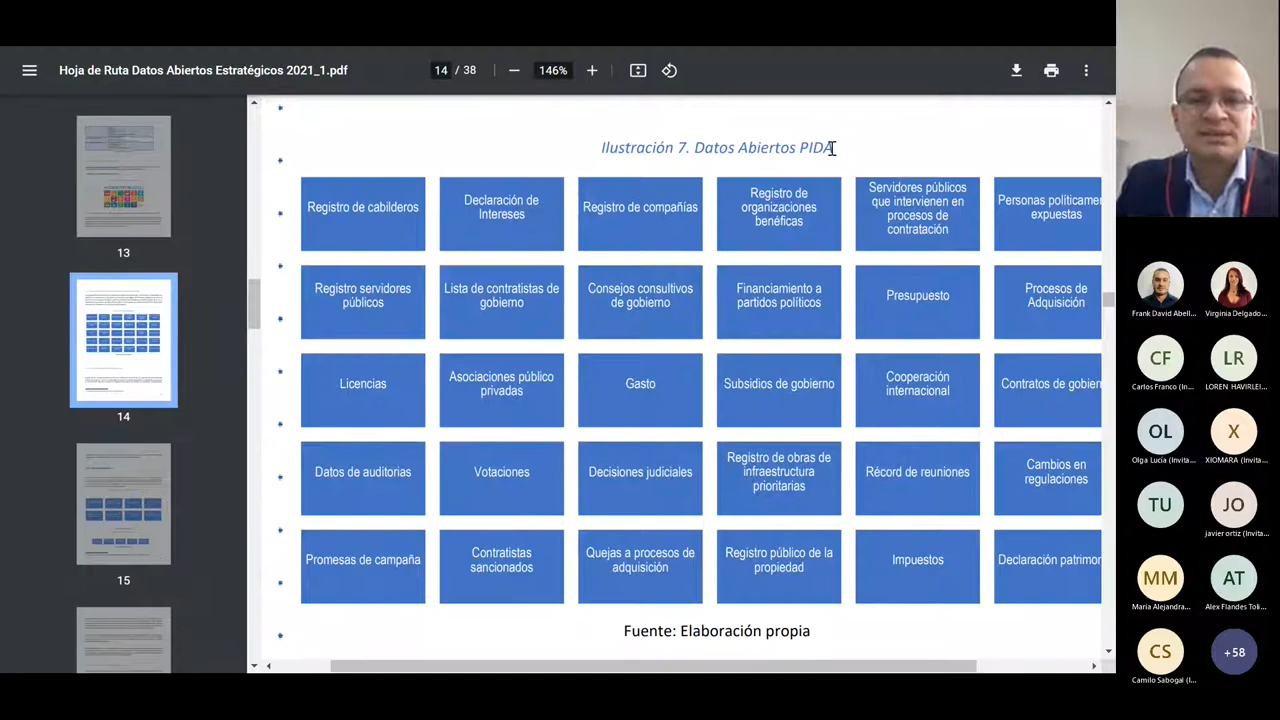 Hoja de Ruta Datos Abiertos Estratégicos 2021_1.pdf
14 / 38
146%
Ilustración 7. Datos Abiertos PIDA
Registro de cabilderos
Declaración de
Intereses
Registro de compañías
Registro de
organizaciones
benéficas
Servidores públicos
que intervienen en
procesos de
contratación
Personas políticamen
expuestas
Registro servidores
públicos
Lista de contratistas de
gobierno
Consejos consultivos
de gobierno
Financiamiento a
partidos políticos
Presupuesto
Procesos de
Adquisición
Licencias
Asociaciones público
privadas
Gasto
Subsidios de gobierno
Cooperación
internacional
Contratos de gobiern
Datos de auditorias
Votaciones
Decisiones judiciales
Registro de obras de
infraestructura
prioritarias
Récord de reuniones
Cambios en
regulaciones
Promesas de campaña
Contratistas
sancionados
Quejas a procesos de
adquisición
Registro público de la
propiedad
Impuestos
Declaración patrimon
Fuente: Elaboración propia
13
14
15
Frank David Abell...
Virginia Delgado...
CF
Carlos Franco (In...
LR
LOREN HAVIRLEI...
OL
Olga Lucía (Invita...
X
XIOMARA (Invita...
TU
JO
javier ortiz (Invita...
MM
Maria Alejandra...
AT
Alex Flandes Toli...
CS
Camilo Sabogal (I...
+58